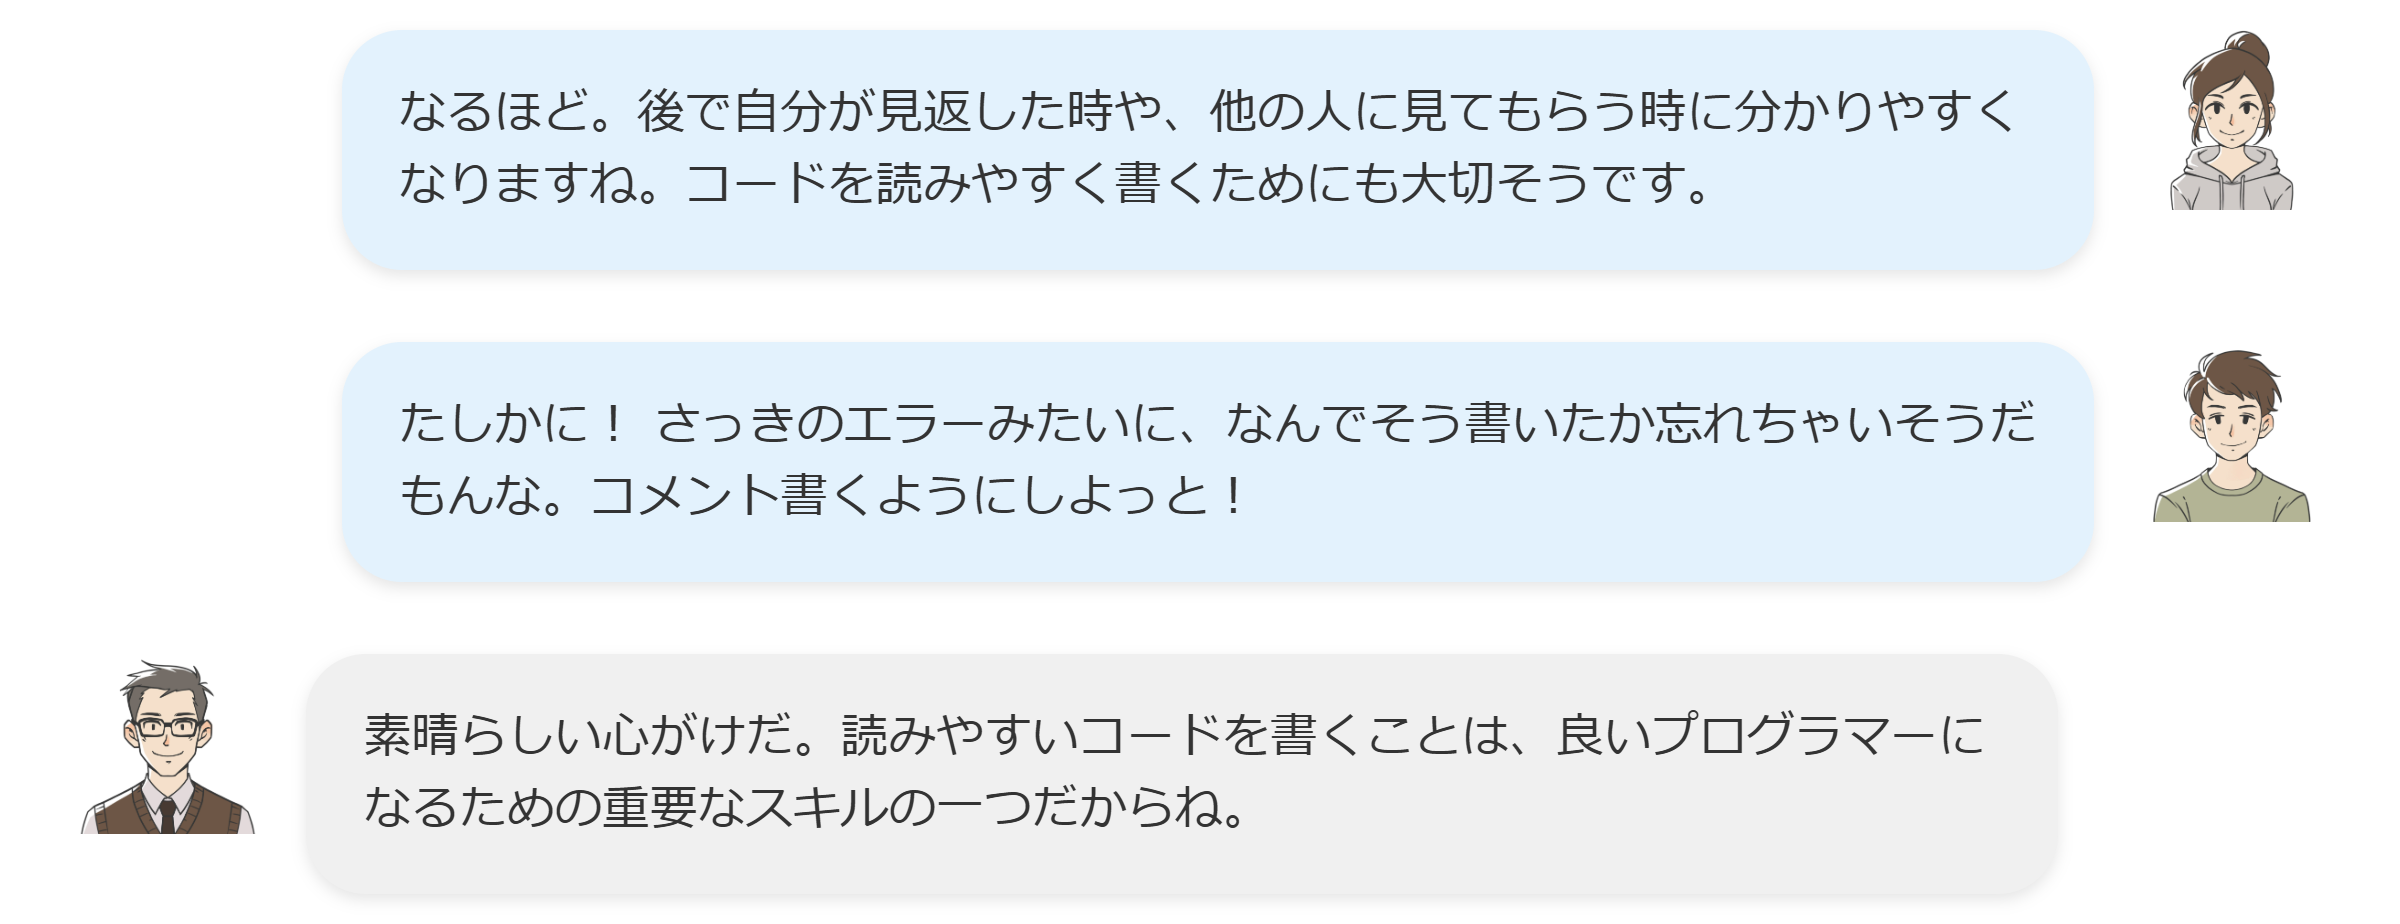 なるほど。後で自分が見返した時や、他の人に見てもらう時に分かりやすく
なりますね。コードを読みやすく書くためにも大切そうです。
たしかに！ さっきのエラーみたいに、なんでそう書いたか忘れちゃいそうだ
もんな。コメント書くようにしよっと！
素晴らしい心がけだ。読みやすいコードを書くことは、良いプログラマーに
なるための重要なスキルの一つだからね。